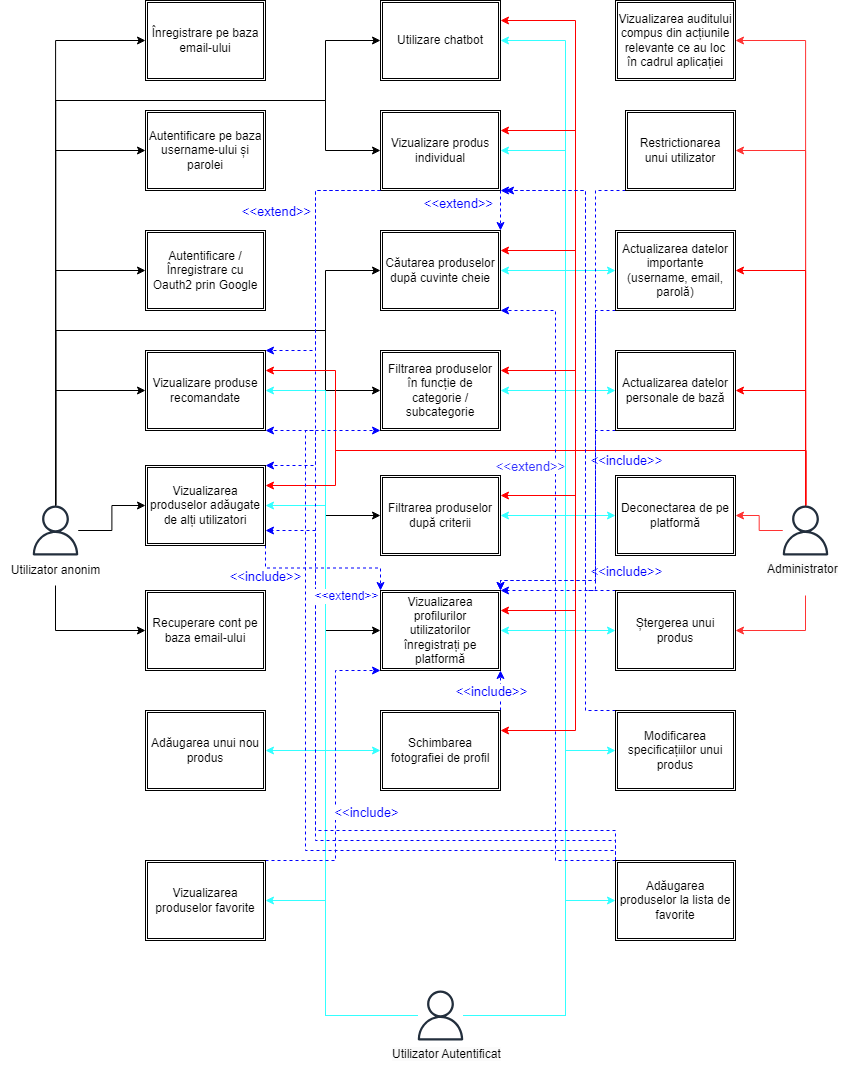 Înregistrare pe baza
email-ului
Utilizare chatbot
Vizualizarea auditului
compus din acțiunile
relevante ce au loc
în cadrul aplicației
Autentificare pe baza
username-ului și
parolei
Vizualizare produs
individual
Restrictionarea
unui utilizator
<<extend>>
<<extend>>
Autentificare /
Înregistrare cu
Oauth2 prin Google
Căutarea produselor
după cuvinte cheie
Actualizarea datelor
importante
(username, email,
parolă)
Vizualizare produse
recomandate
Filtrarea produselor
în funcție de
categorie /
subcategorie
Actualizarea datelor
personale de bază
<<extend>>
<<include>>
Vizualizarea
produselor adăugate
de alți utilizatori
Filtrarea produselor
după criterii
Deconectarea de pe
platformă
Utilizator anonim
Administrator
<<include>>
<<include>>
<<extend>>
Recuperare cont pe
baza email-ului
Vizualizarea
profilurilor
utilizatorilor
înregistrați pe
platformă
Ștergerea unui
produs
<<include>>
Adăugarea unui nou
produs
Schimbarea
fotografiei de profil
Modificarea
specificațiilor unui
produs
<<include>
Vizualizarea
produselor favorite
Adăugarea
produselor la lista de
favorite
Utilizator Autentificat